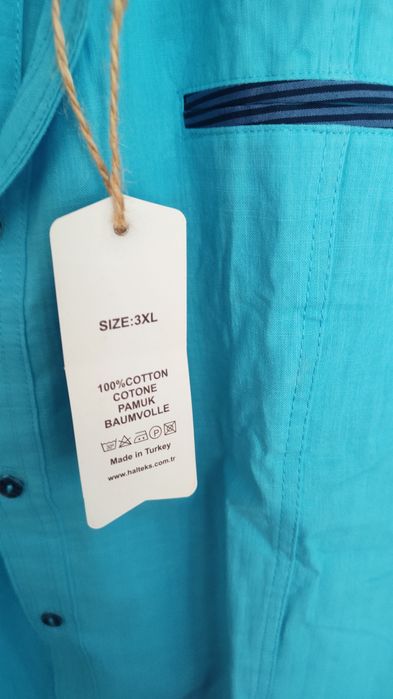 SIZE:3XL
100%COTTON
COTONE
PAMUK
BAUMVOLLE
Made in Turkey
www.halteks.com.tr